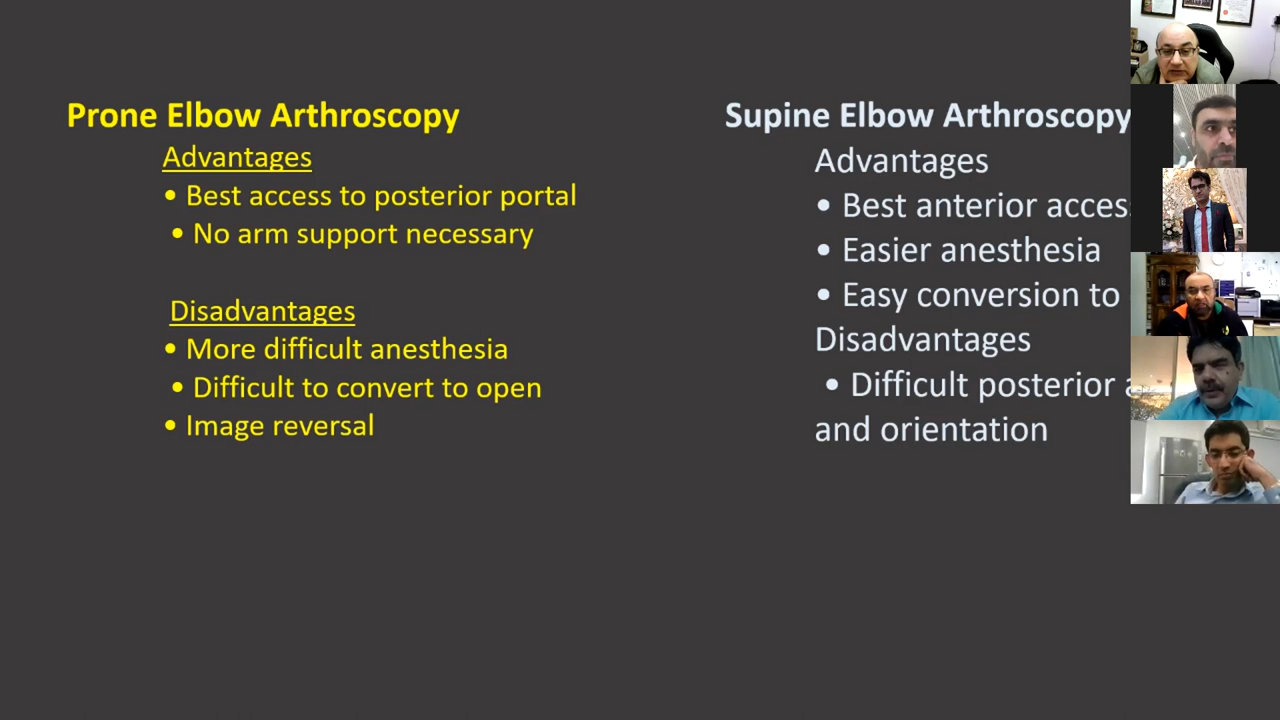 Prone Elbow Arthroscopy
Advantages
• Best access to posterior portal
• No arm support necessary
Disadvantages
• More difficult anesthesia
• Difficult to convert to open
• Image reversal
Supine Elbow Arthroscopy
Advantages
• Best anterior
• Easier anesthesia
• Easy conversion to
Disadvantages
• Difficult posterior
and orientation